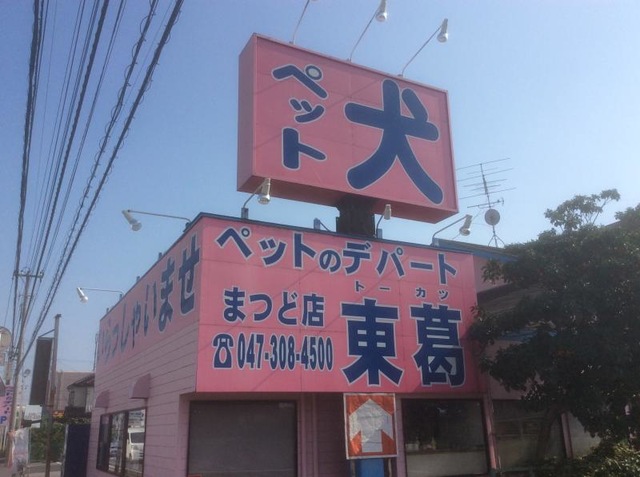 ペット
犬
ペットのデパート
まつど店
トーカツ
東葛
☎047-308-4500
いらっしゃいませ